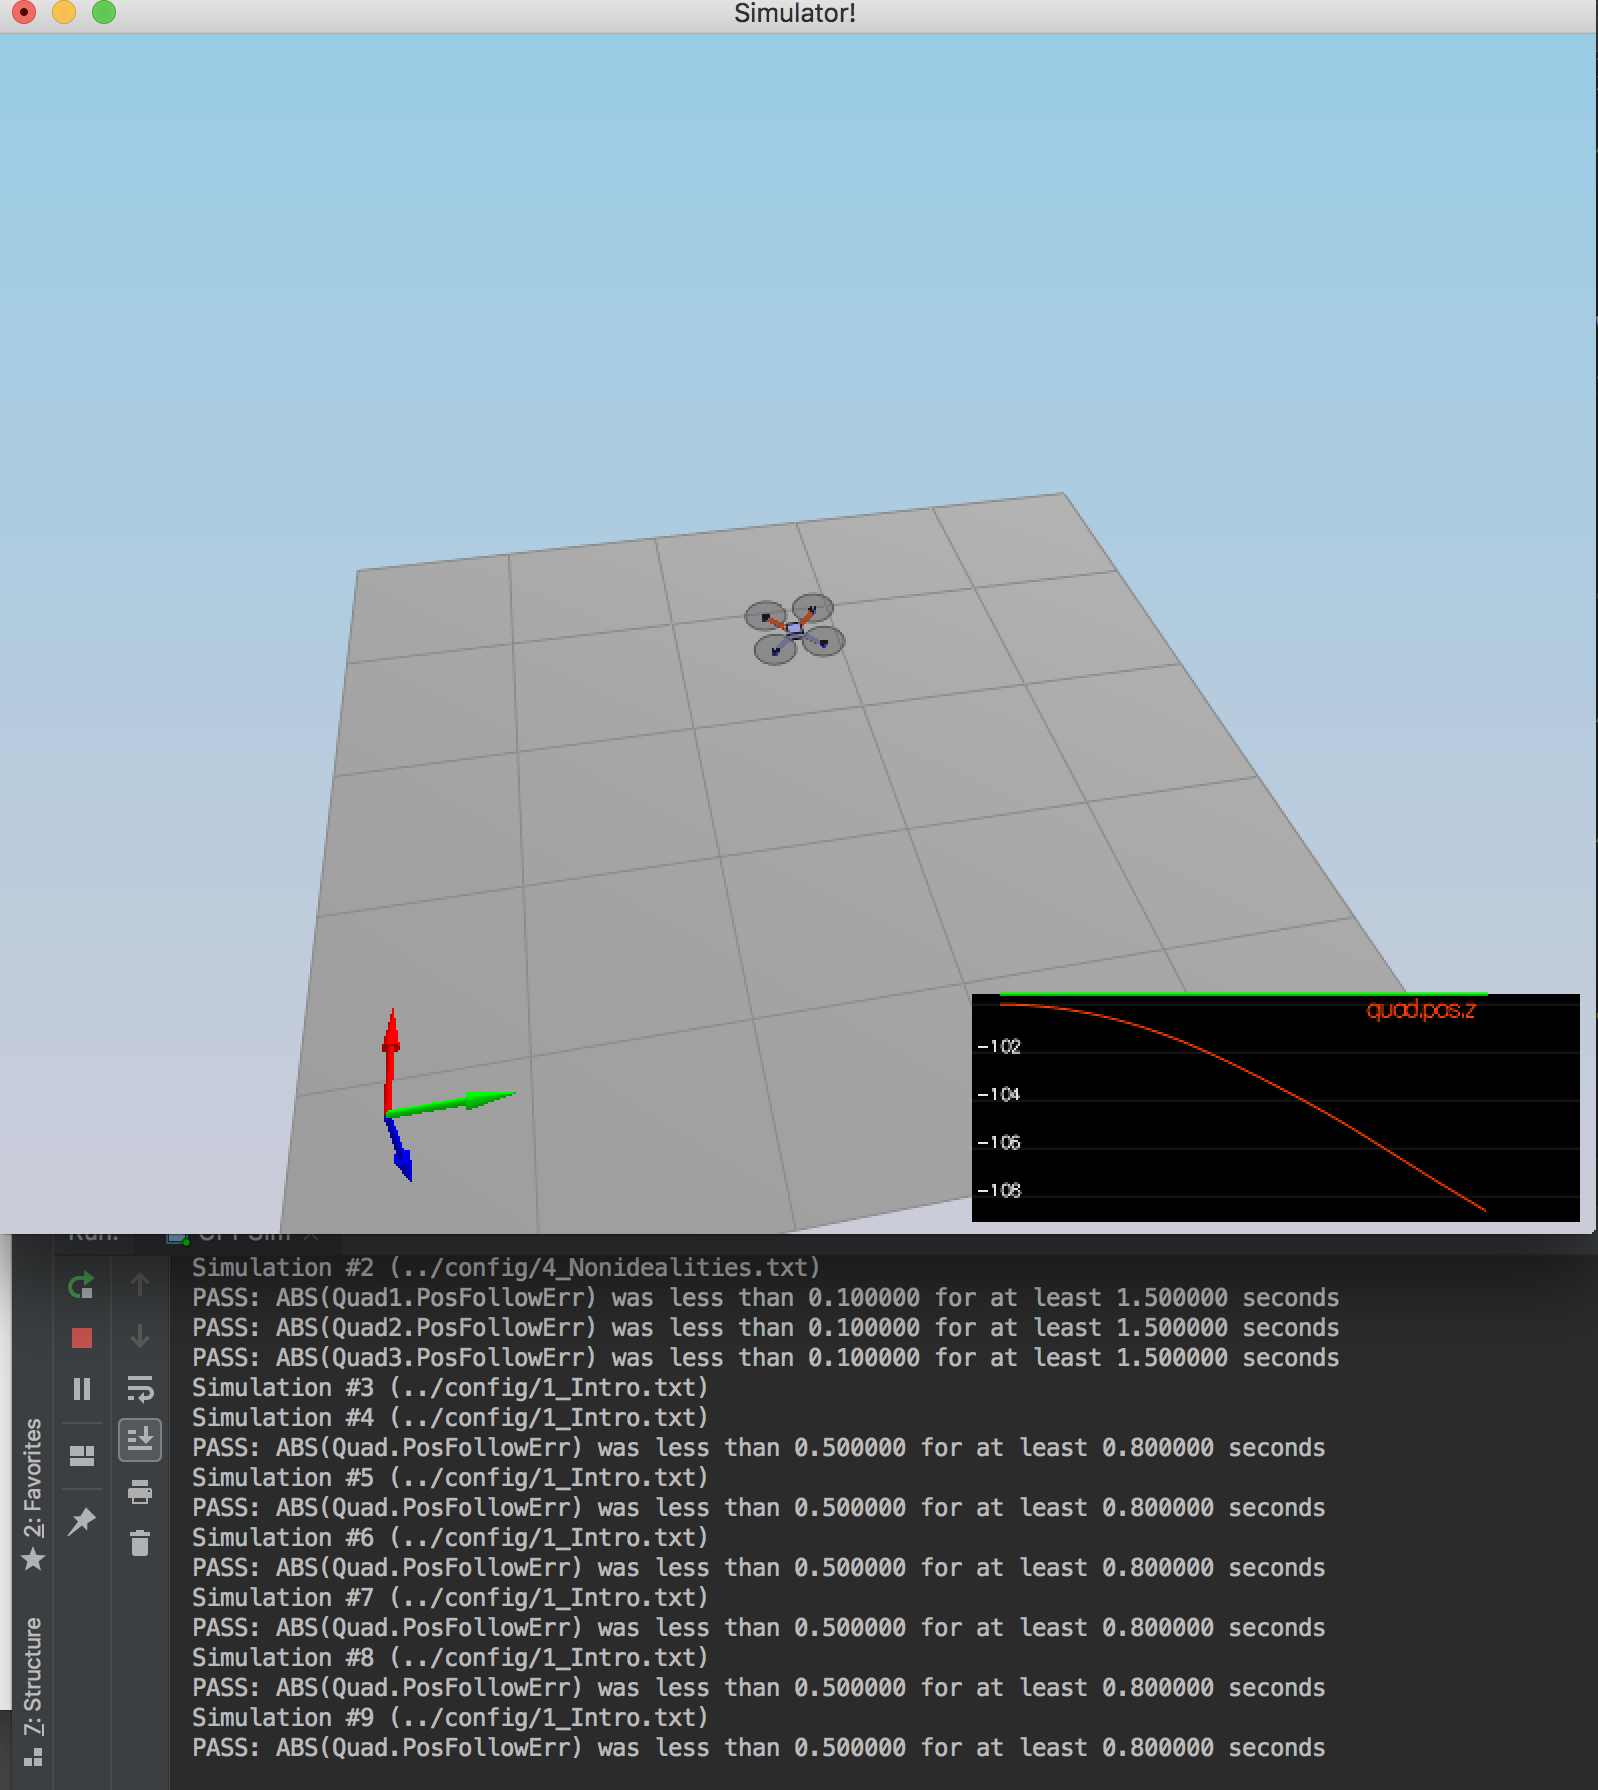 Simulator!
quad.pos.z
-102
-104
-106
-108
Run:
Simulation #2 (../config/4_Nonidealities.txt)
PASS: ABS(Quad1.PosFollowErr) was less than 0.100000 for at least 1.500000 seconds
PASS: ABS(Quad2.PosFollowErr) was less than 0.100000 for at least 1.500000 seconds
PASS: ABS(Quad3.PosFollowErr) was less than 0.100000 for at least 1.500000 seconds
Simulation #3 (../config/1_Intro.txt)
Simulation #4 (../config/1_Intro.txt)
PASS: ABS(Quad.PosFollowErr) was less than 0.500000 for at least 0.800000 seconds
Simulation #5 (../config/1_Intro.txt)
PASS: ABS(Quad.PosFollowErr) was less than 0.500000 for at least 0.800000 seconds
Simulation #6 (../config/1_Intro.txt)
PASS: ABS(Quad.PosFollowErr) was less than 0.500000 for at least 0.800000 seconds
Simulation #7 (../config/1_Intro.txt)
PASS: ABS(Quad.PosFollowErr) was less than 0.500000 for at least 0.800000 seconds
Simulation #8 (../config/1_Intro.txt)
PASS: ABS(Quad.PosFollowErr) was less than 0.500000 for at least 0.800000 seconds
Simulation #9 (../config/1_Intro.txt)
PASS: ABS(Quad.PosFollowErr) was less than 0.500000 for at least 0.800000 seconds
2: Favorites
7: Structure